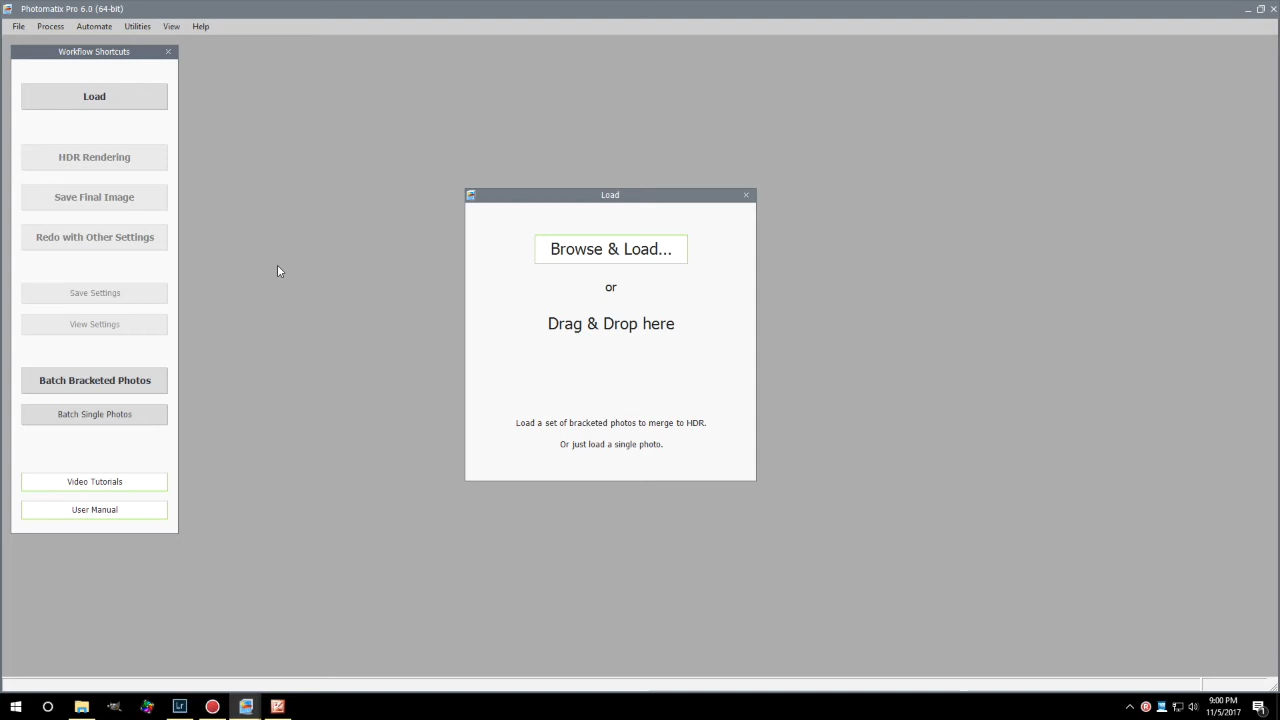 Photomatix Pro 6.0 (64-bit)
File Process Automate Utilities View Help
Workflow Shortcuts
Load
HDR Rendering
Save Final Image
Redo with Other Settings
Save Settings
View Settings
Batch Bracketed Photos
Batch Single Photos
Video Tutorials
User Manual
Load
Browse & Load...
or
Drag & Drop here
Load a set of bracketed photos to merge to HDR.
Or just load a single photo.
Lr
9:00 PM
11/5/2017
1